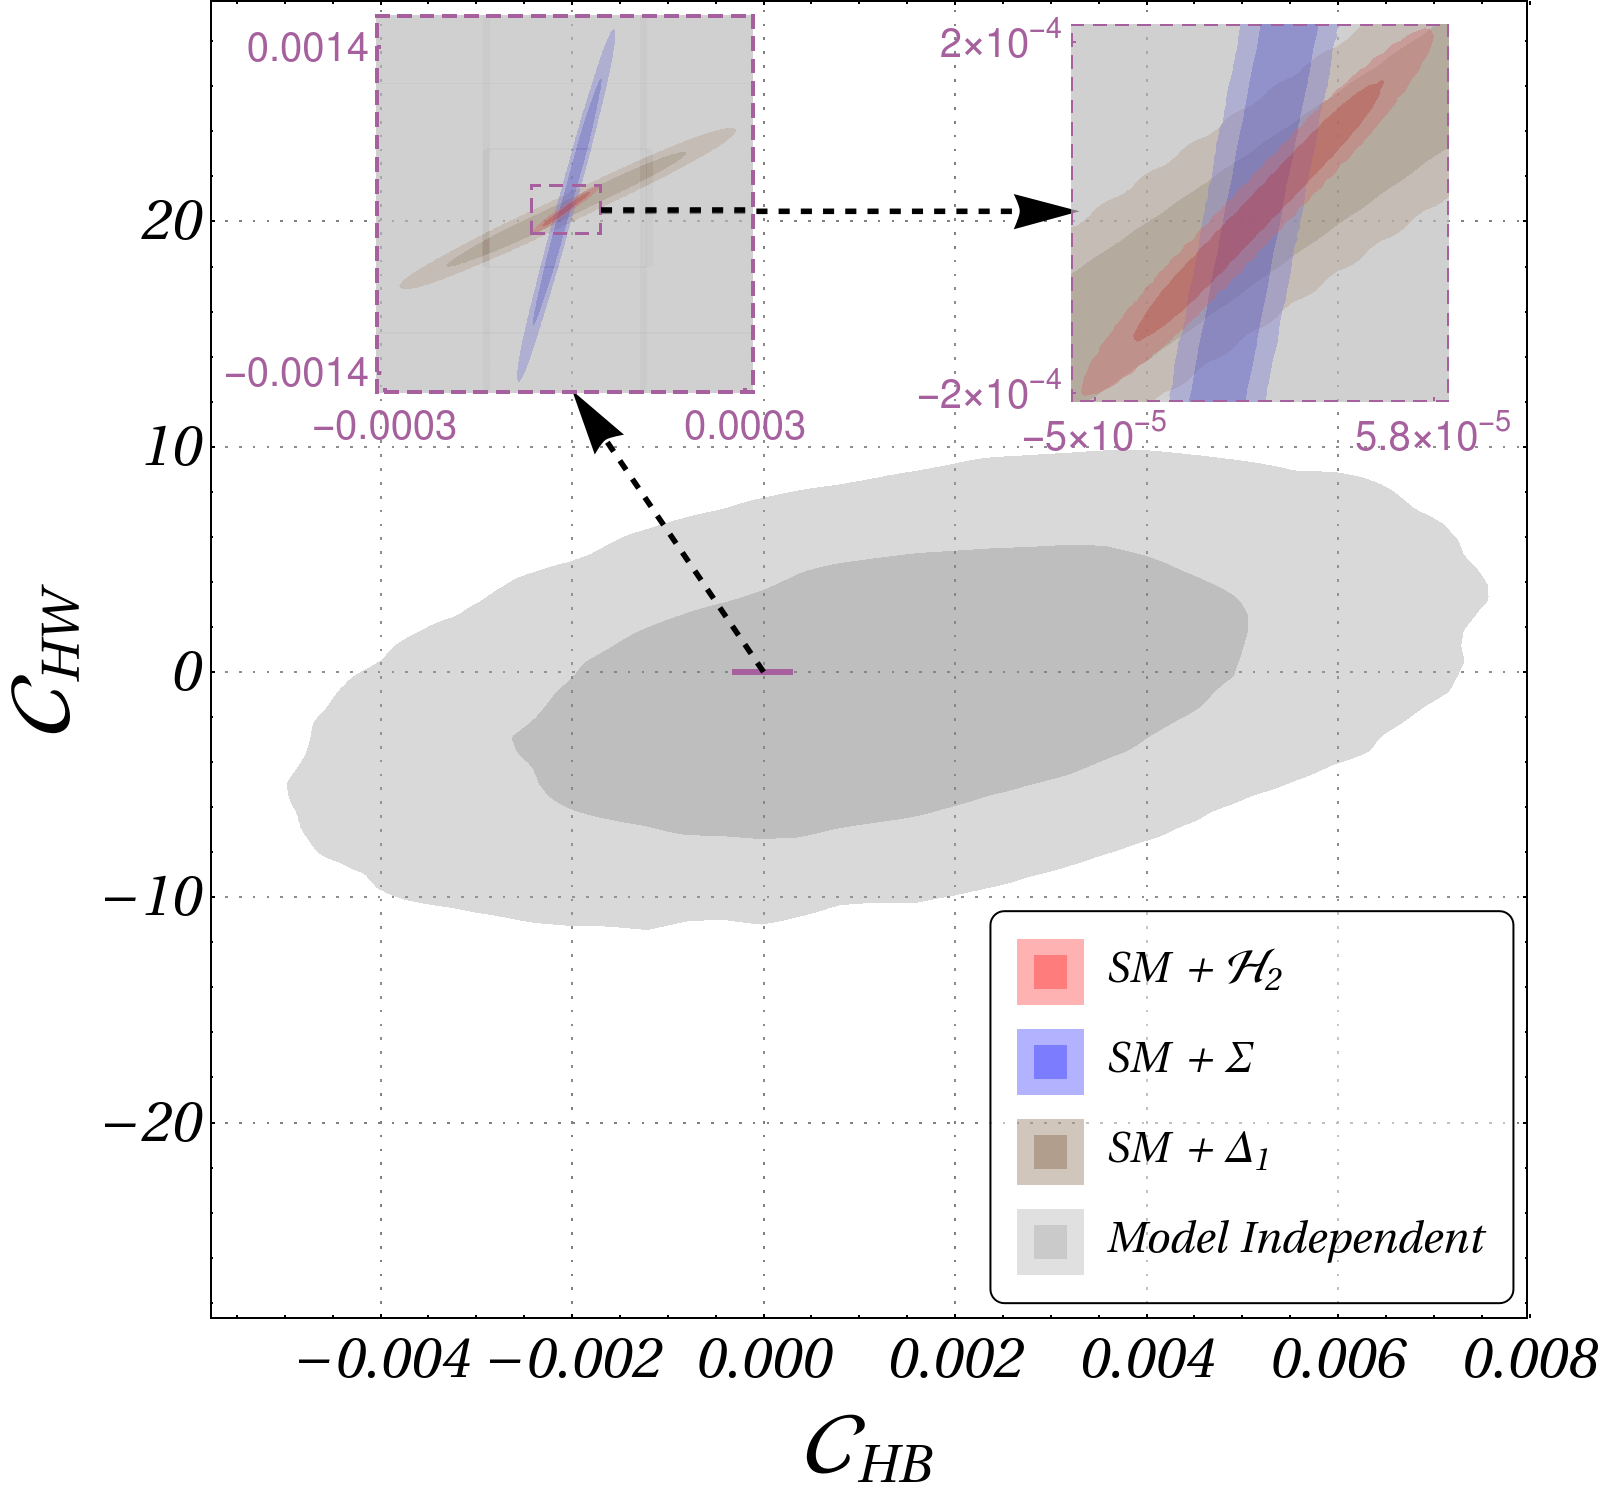 0.0014
−0.0014
−0.0003 0.0003
2×10⁻⁴
−2×10⁻⁴
−5×10⁻⁵ 5.8×10⁻⁵
20
10
0
−10
−20
𝒞HW
SM + ℋ2
SM + Σ
SM + Δ1
Model Independent
−0.004 −0.002 0.000 0.002 0.004 0.006 0.008
𝒞HB